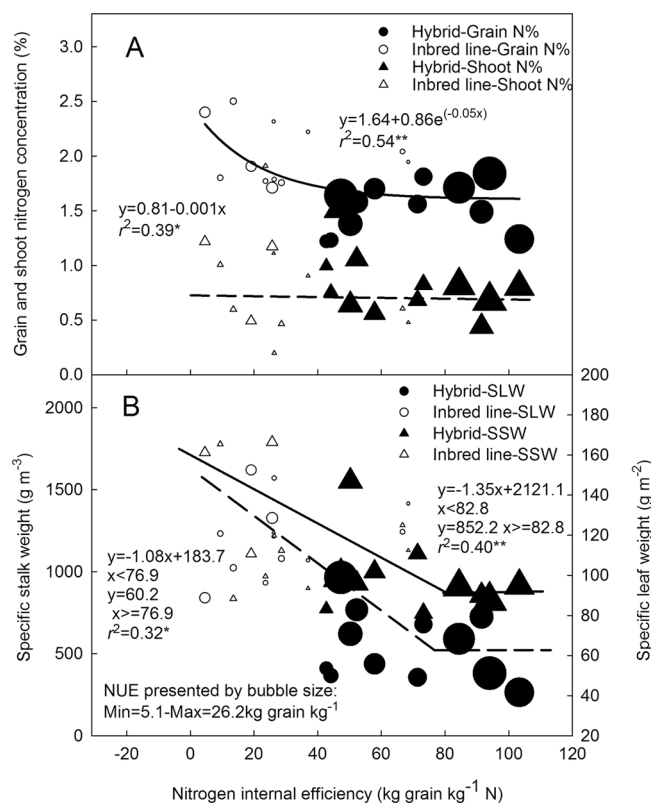 A
Hybrid-Grain N%
Inbred line-Grain N%
Hybrid-Shoot N%
Inbred line-Shoot N%
Grain and shoot nitrogen concentration (%)
3.0
2.5
2.0
1.5
1.0
0.5
0.0
y=1.64+0.86e(-0.05x)
r²=0.54**
y=0.81-0.001x
r²=0.39*
B
Hybrid-SLW
Inbred line-SLW
Hybrid-SSW
Inbred line-SSW
Specific stalk weight (g m⁻³)
2000
1500
1000
500
0
Specific leaf weight (g m⁻²)
200
180
160
140
120
100
80
60
40
20
y=-1.35x+2121.1
x<82.8
y=852.2 x>=82.8
r²=0.40**
y=-1.08x+183.7
x<76.9
y=60.2
x>=76.9
r²=0.32*
NUE presented by bubble size:
Min=5.1-Max=26.2kg grain kg⁻¹
-20 0 20 40 60 80 100 120
Nitrogen internal efficiency (kg grain kg⁻¹ N)